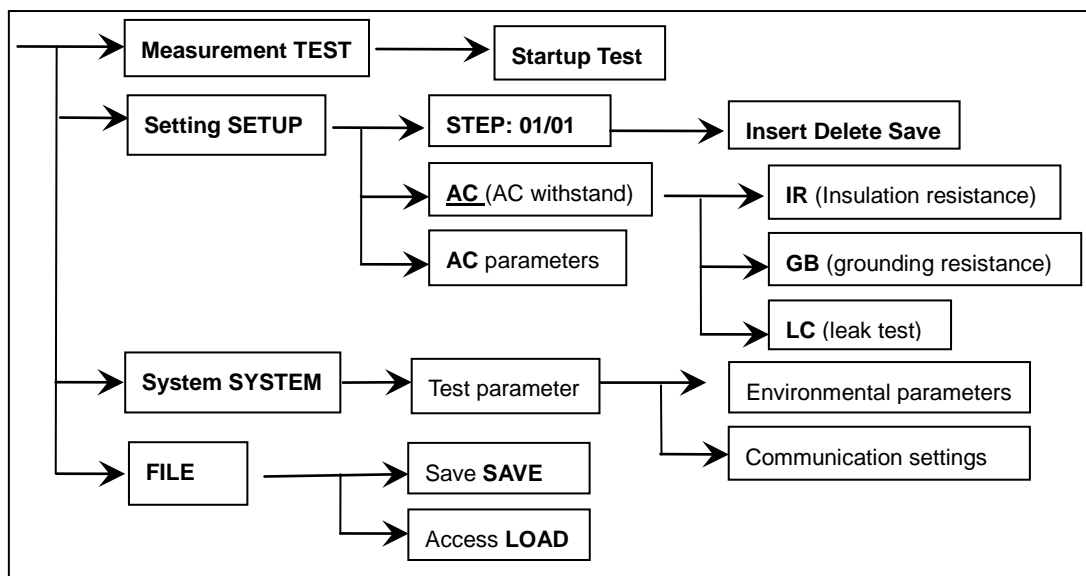 Measurement TEST
Startup Test
Setting SETUP
STEP: 01/01
Insert Delete Save
AC (AC withstand)
IR (Insulation resistance)
AC parameters
GB (grounding resistance)
LC (leak test)
System SYSTEM
Test parameter
Environmental parameters
Communication settings
FILE
Save SAVE
Access LOAD